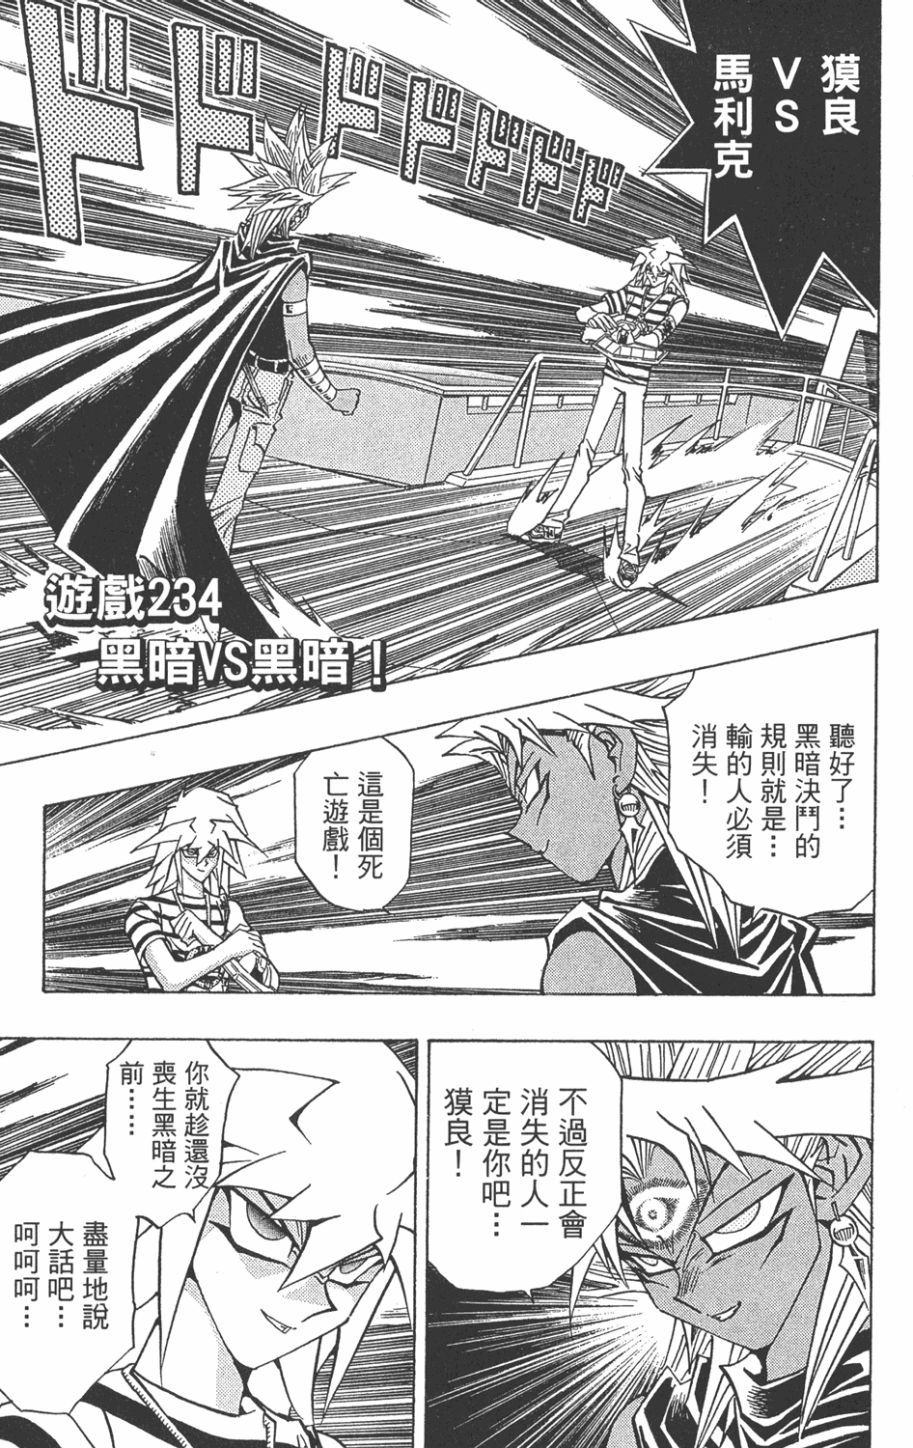 獏良
VS
馬利克
ドドドドドドド
遊戲234
黑暗VS黑暗！
聽好了…
黑暗決鬥的
規則就是…
輸的人必須
消失！
這是個死
亡遊戲！
不過反正會
消失的人一
定是你吧…
獏良！
你就趁還沒
喪生黑暗之
前……
盡量地說
大話吧…
呵呵呵…